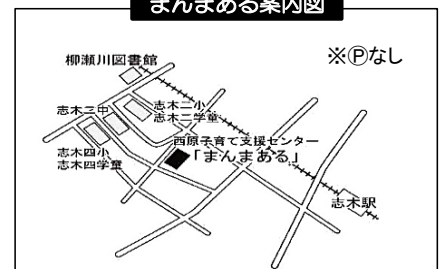 まんまある案内図
※Ⓟなし
柳瀬川図書館
志木二中
志木二小
志木二学童
西原子育て支援センター
「まんまある」
志木四小
志木四学童
志木駅